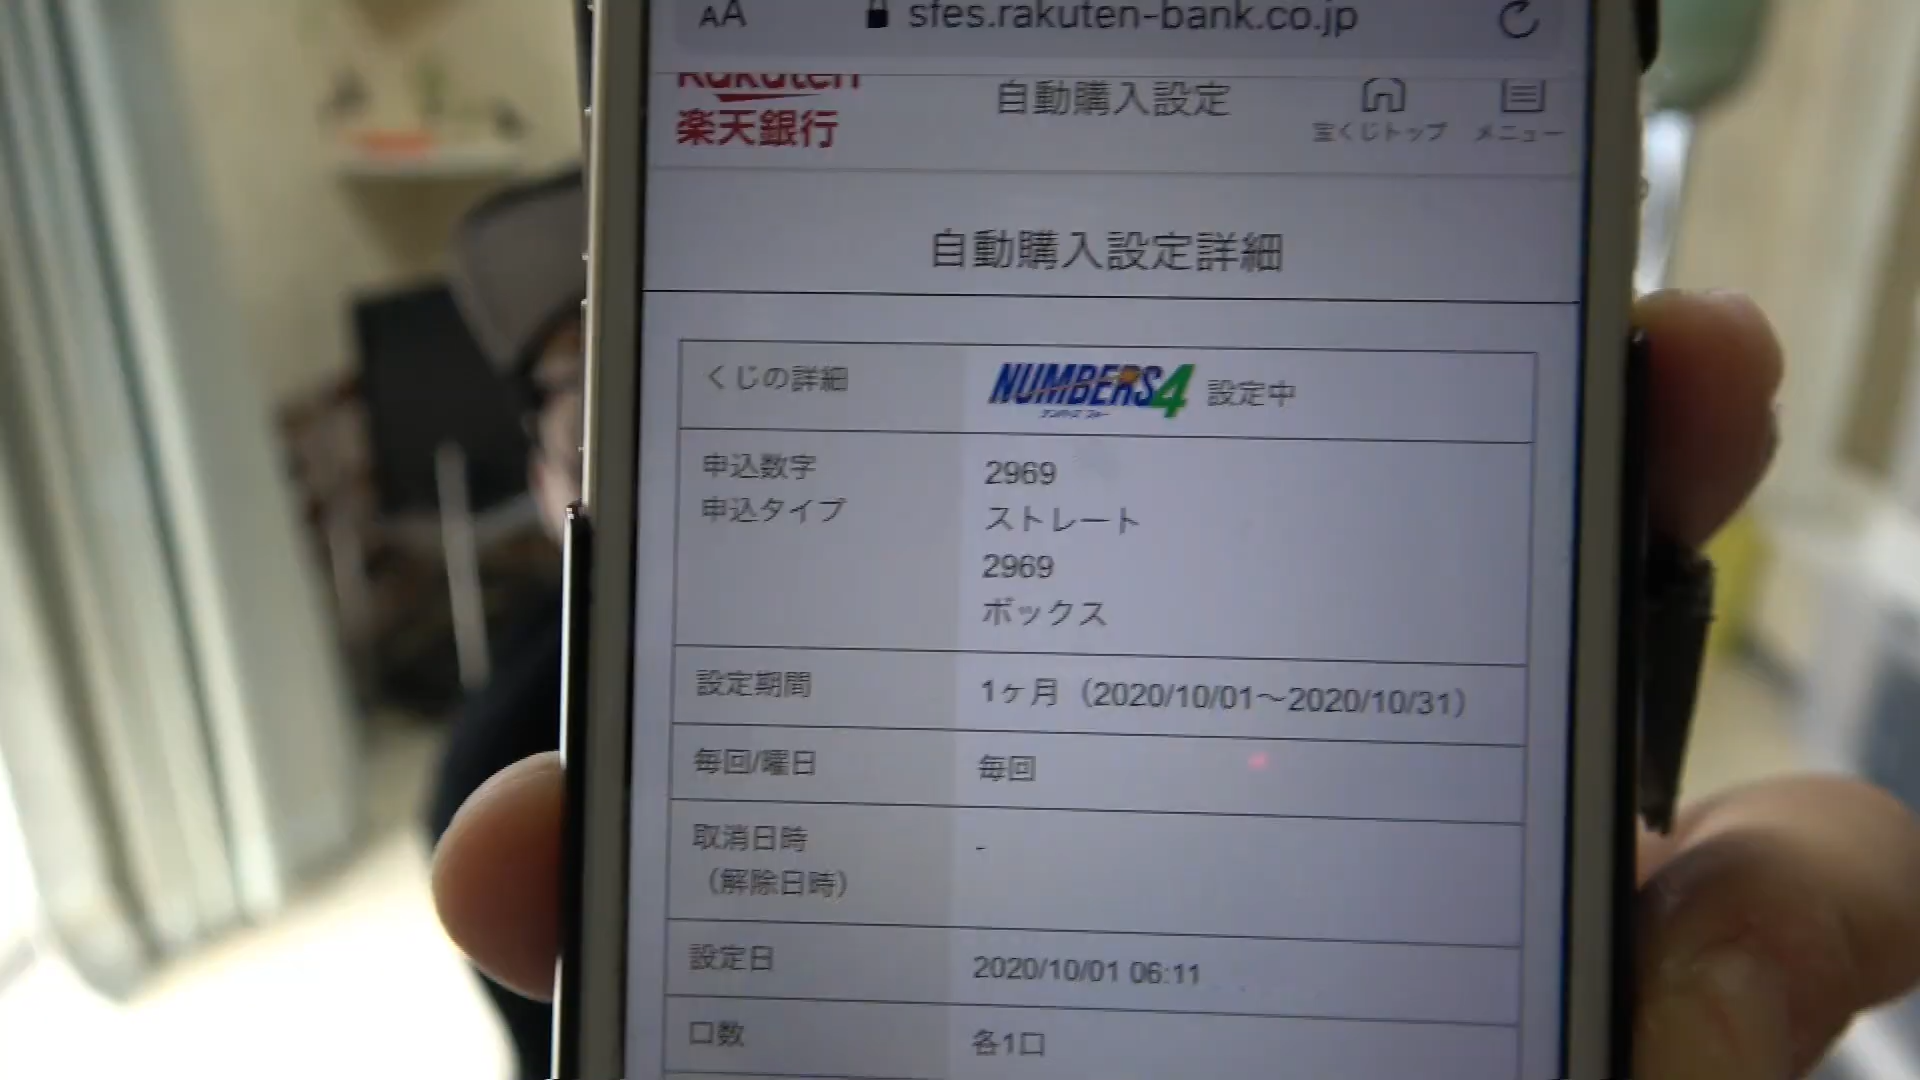 AA sfes.rakuten-bank.co.jp
Rakuten
楽天銀行
自動購入設定
宝くじトップ
メニュー
自動購入設定詳細
くじの詳細
NUMBERS4 設定中
申込数字
申込タイプ
2969
ストレート
2969
ボックス
設定期間
1ヶ月（2020/10/01〜2020/10/31）
毎回/曜日
毎回
取消日時
（解除日時）
-
設定日
2020/10/01 06:11
口数
各1口